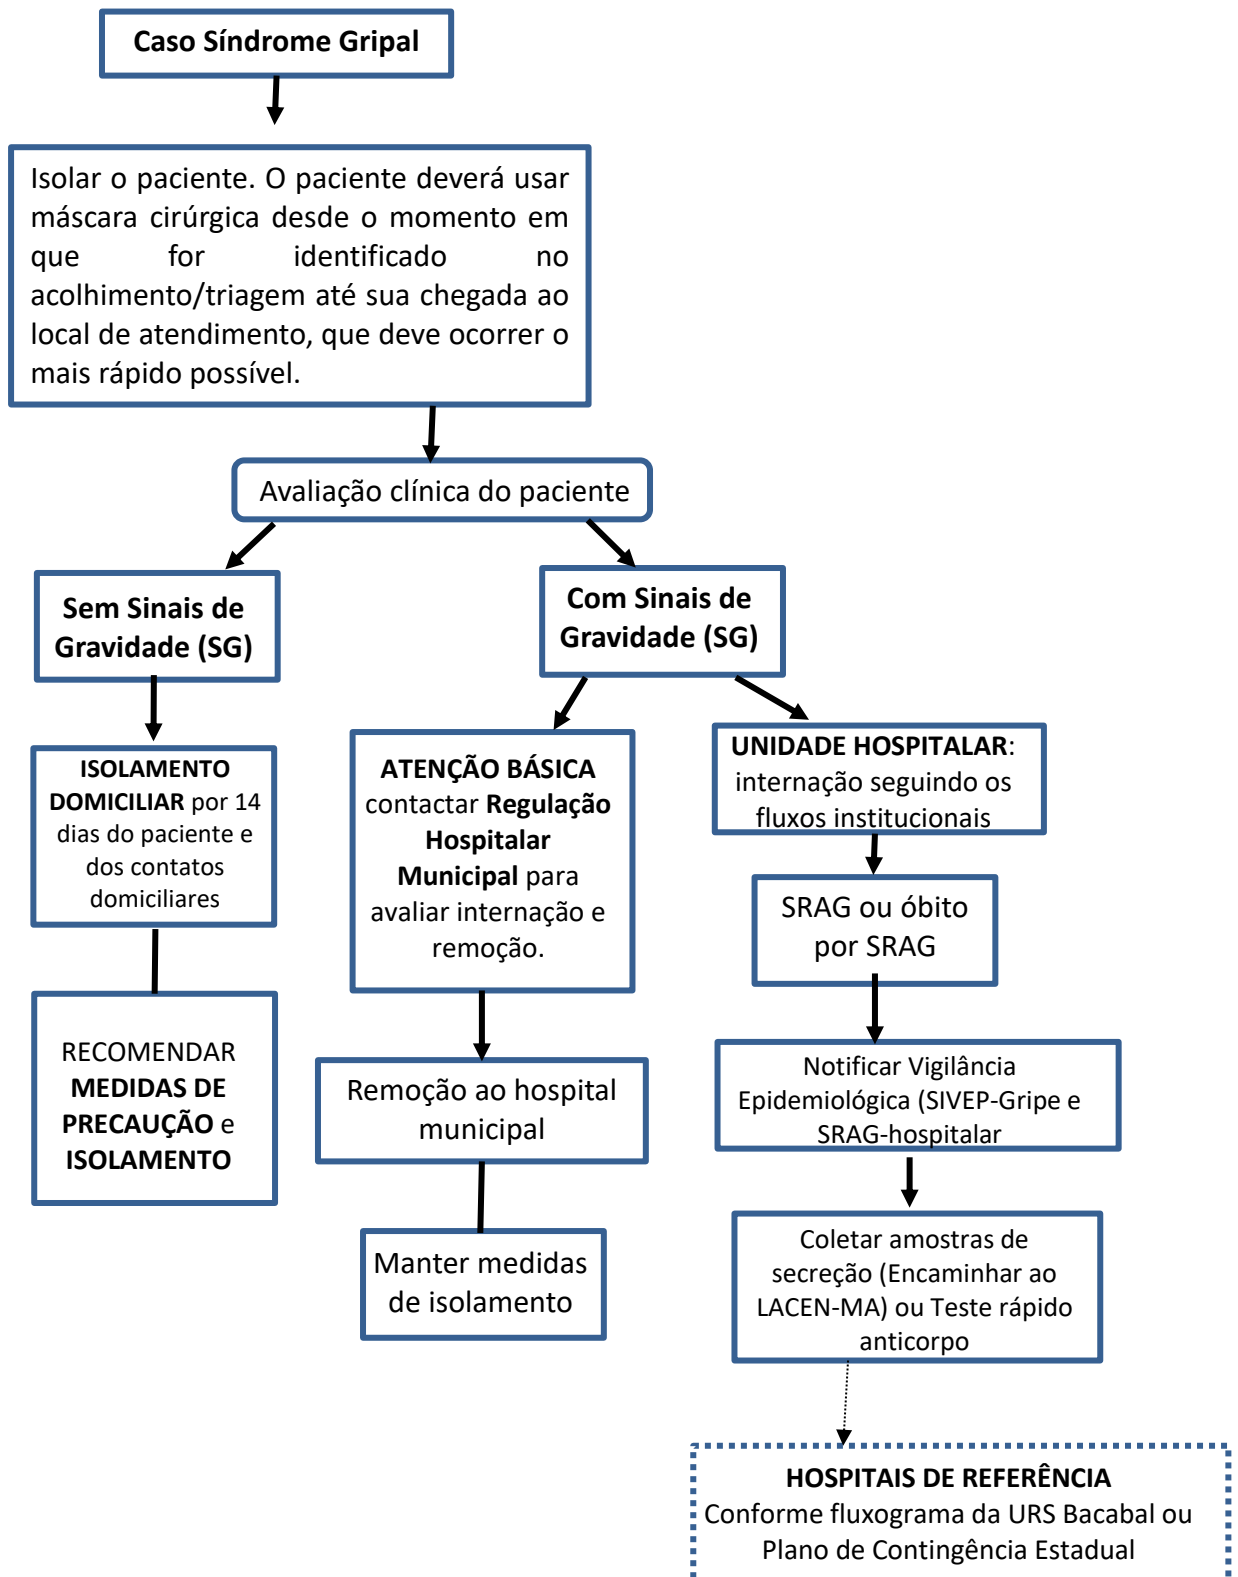 Caso Síndrome Gripal
Isolar o paciente. O paciente deverá usar
máscara cirúrgica desde o momento em
que for identificado no
acolhimento/triagem até sua chegada ao
local de atendimento, que deve ocorrer o
mais rápido possível.
Avaliação clínica do paciente
Sem Sinais de
Gravidade (SG)
Com Sinais de
Gravidade (SG)
ISOLAMENTO
DOMICILIAR por 14
dias do paciente e
dos contatos
domiciliares
RECOMENDAR
MEDIDAS DE
PRECAUÇÃO e
ISOLAMENTO
ATENÇÃO BÁSICA
contactar Regulação
Hospitalar
Municipal para
avaliar internação e
remoção.
Remoção ao hospital
municipal
Manter medidas
de isolamento
UNIDADE HOSPITALAR:
internação seguindo os
fluxos institucionais
SRAG ou óbito
por SRAG
Notificar Vigilância
Epidemiológica (SIVEP-Gripe e
SRAG-hospitalar
Coletar amostras de
secreção (Encaminhar ao
LACEN-MA) ou Teste rápido
anticorpo
HOSPITAIS DE REFERÊNCIA
Conforme fluxograma da URS Bacabal ou
Plano de Contingência Estadual